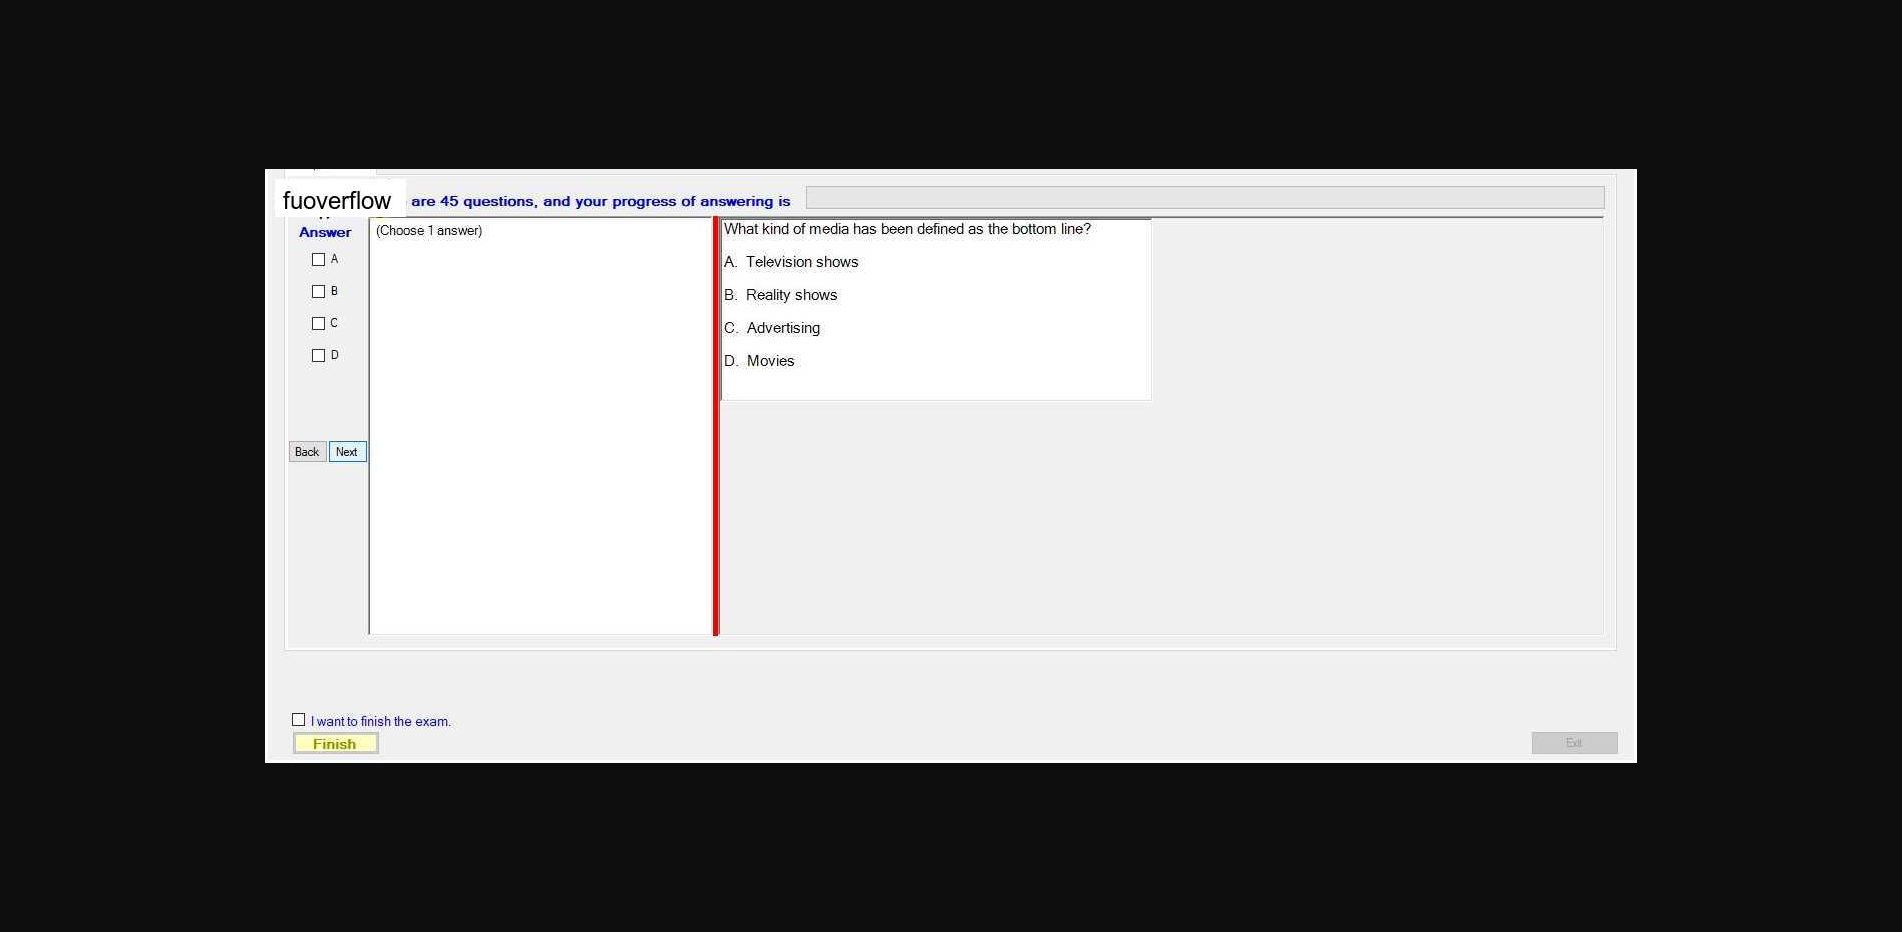 fuoverflow are 45 questions, and your progress of answering is
Answer
A
B
C
D
Back Next
(Choose 1 answer)
What kind of media has been defined as the bottom line?
A. Television shows
B. Reality shows
C. Advertising
D. Movies
I want to finish the exam.
Finish
Exit